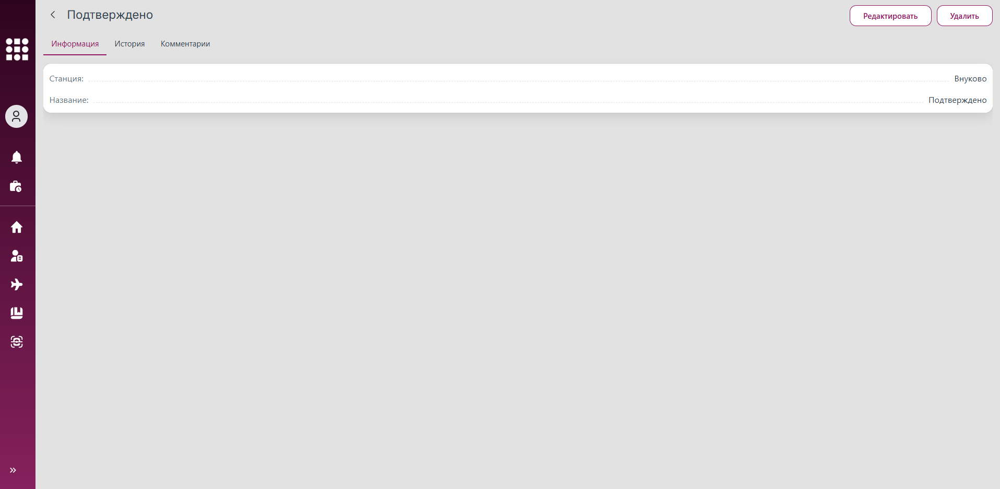 Подтверждено
Редактировать
Удалить
Информация
История
Комментарии
Станция:
Внуково
Название:
Подтверждено